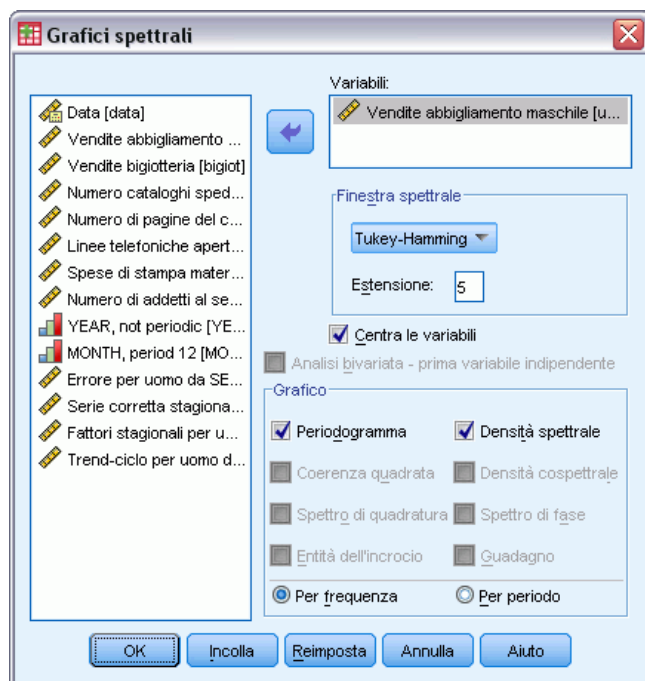 Grafici spettrali
Variabili:
Data [data]
Vendite abbigliamento ...
Vendite bigiotteria [bigiot]
Numero cataloghi sped...
Numero di pagine del c...
Linee telefoniche apert...
Spese di stampa mater...
Numero di addetti al se...
YEAR, not periodic [YE...
MONTH, period 12 [MO...
Errore per uomo da SE...
Serie corretta stagiona...
Fattori stagionali per u...
Trend-ciclo per uomo d...
Vendite abbigliamento maschile [u...
Finestra spettrale
Tukey-Hamming
Estensione: 5
Centra le variabili
Analisi bivariata - prima variabile indipendente
Grafico
Periodogramma Densità spettrale
Coerenza quadrata Densità cospettrale
Spettro di quadratura Spettro di fase
Entità dell'incrocio Guadagno
Per frequenza Per periodo
OK Incolla Reimposta Annulla Aiuto